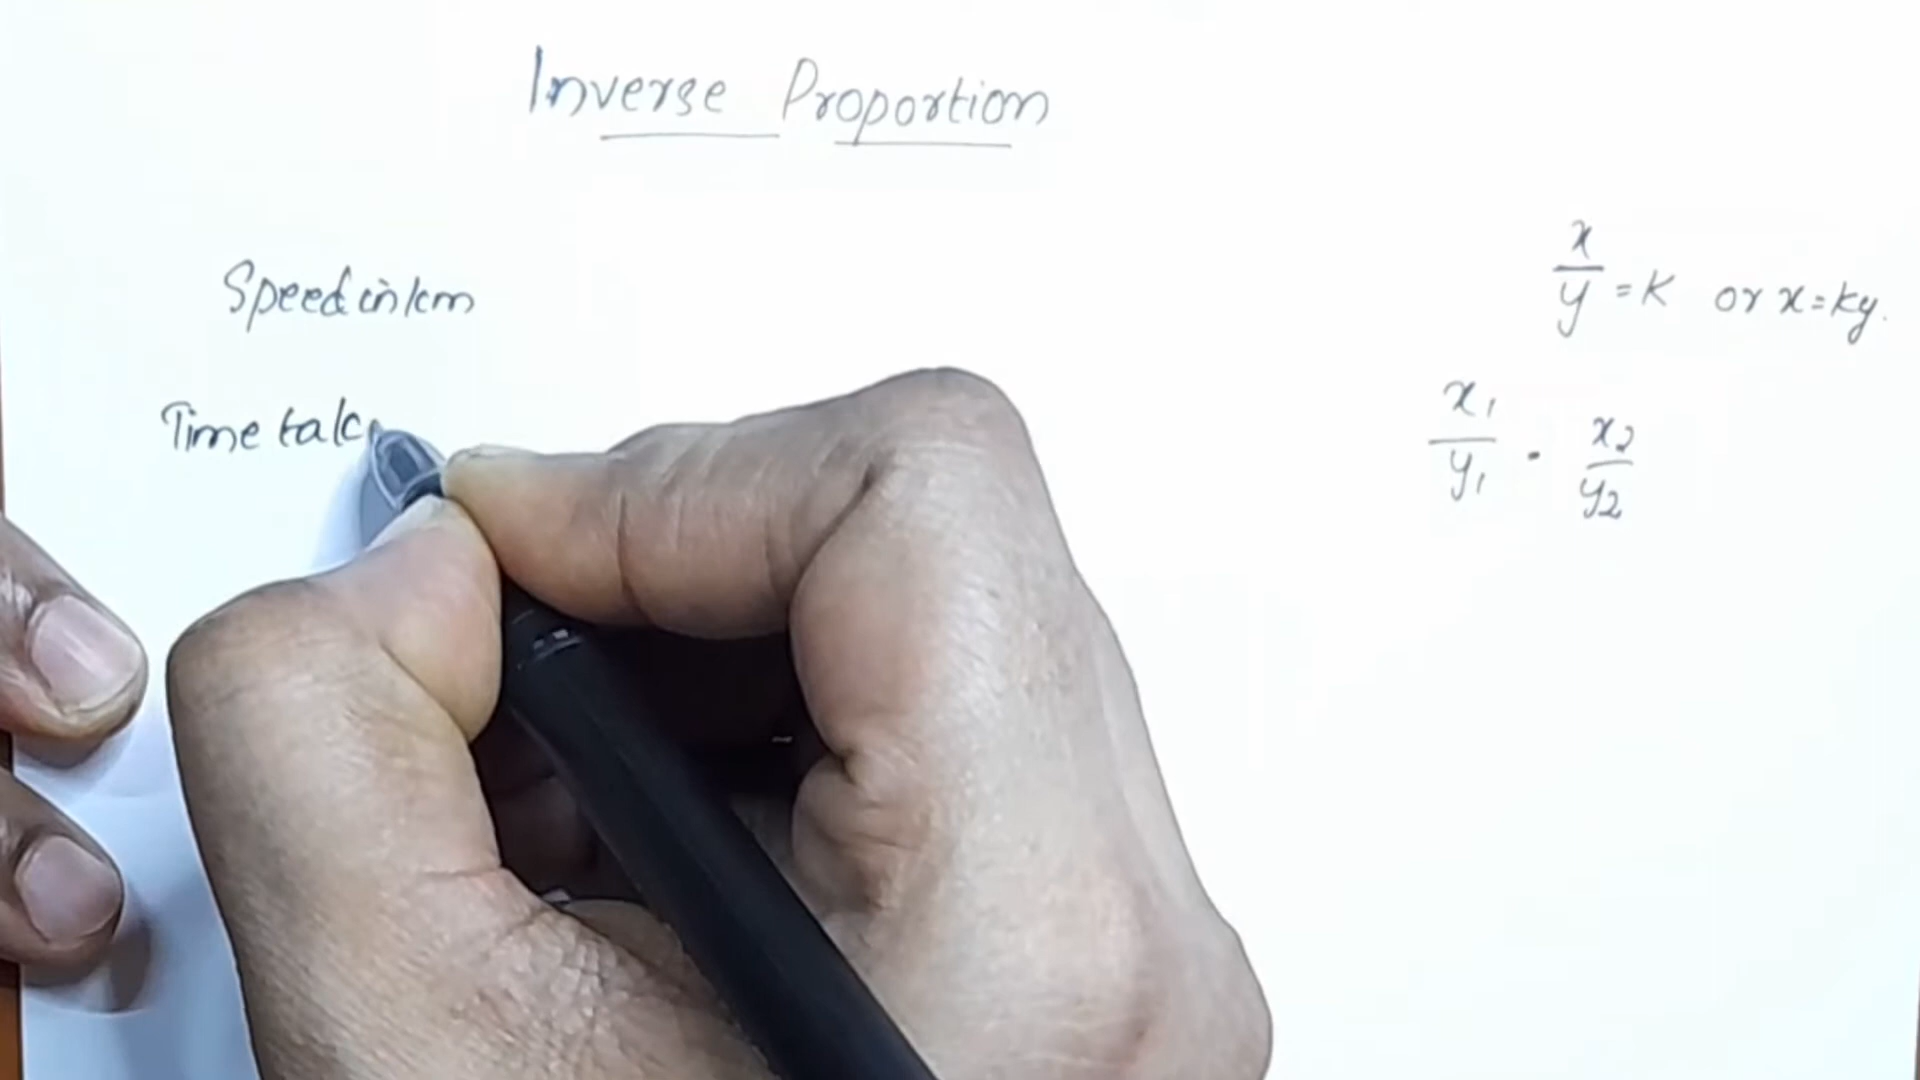 Inverse Proportion
Speed in km
Time tak
x/y = K or x = ky.
x₁/y₁ = x₂/y₂